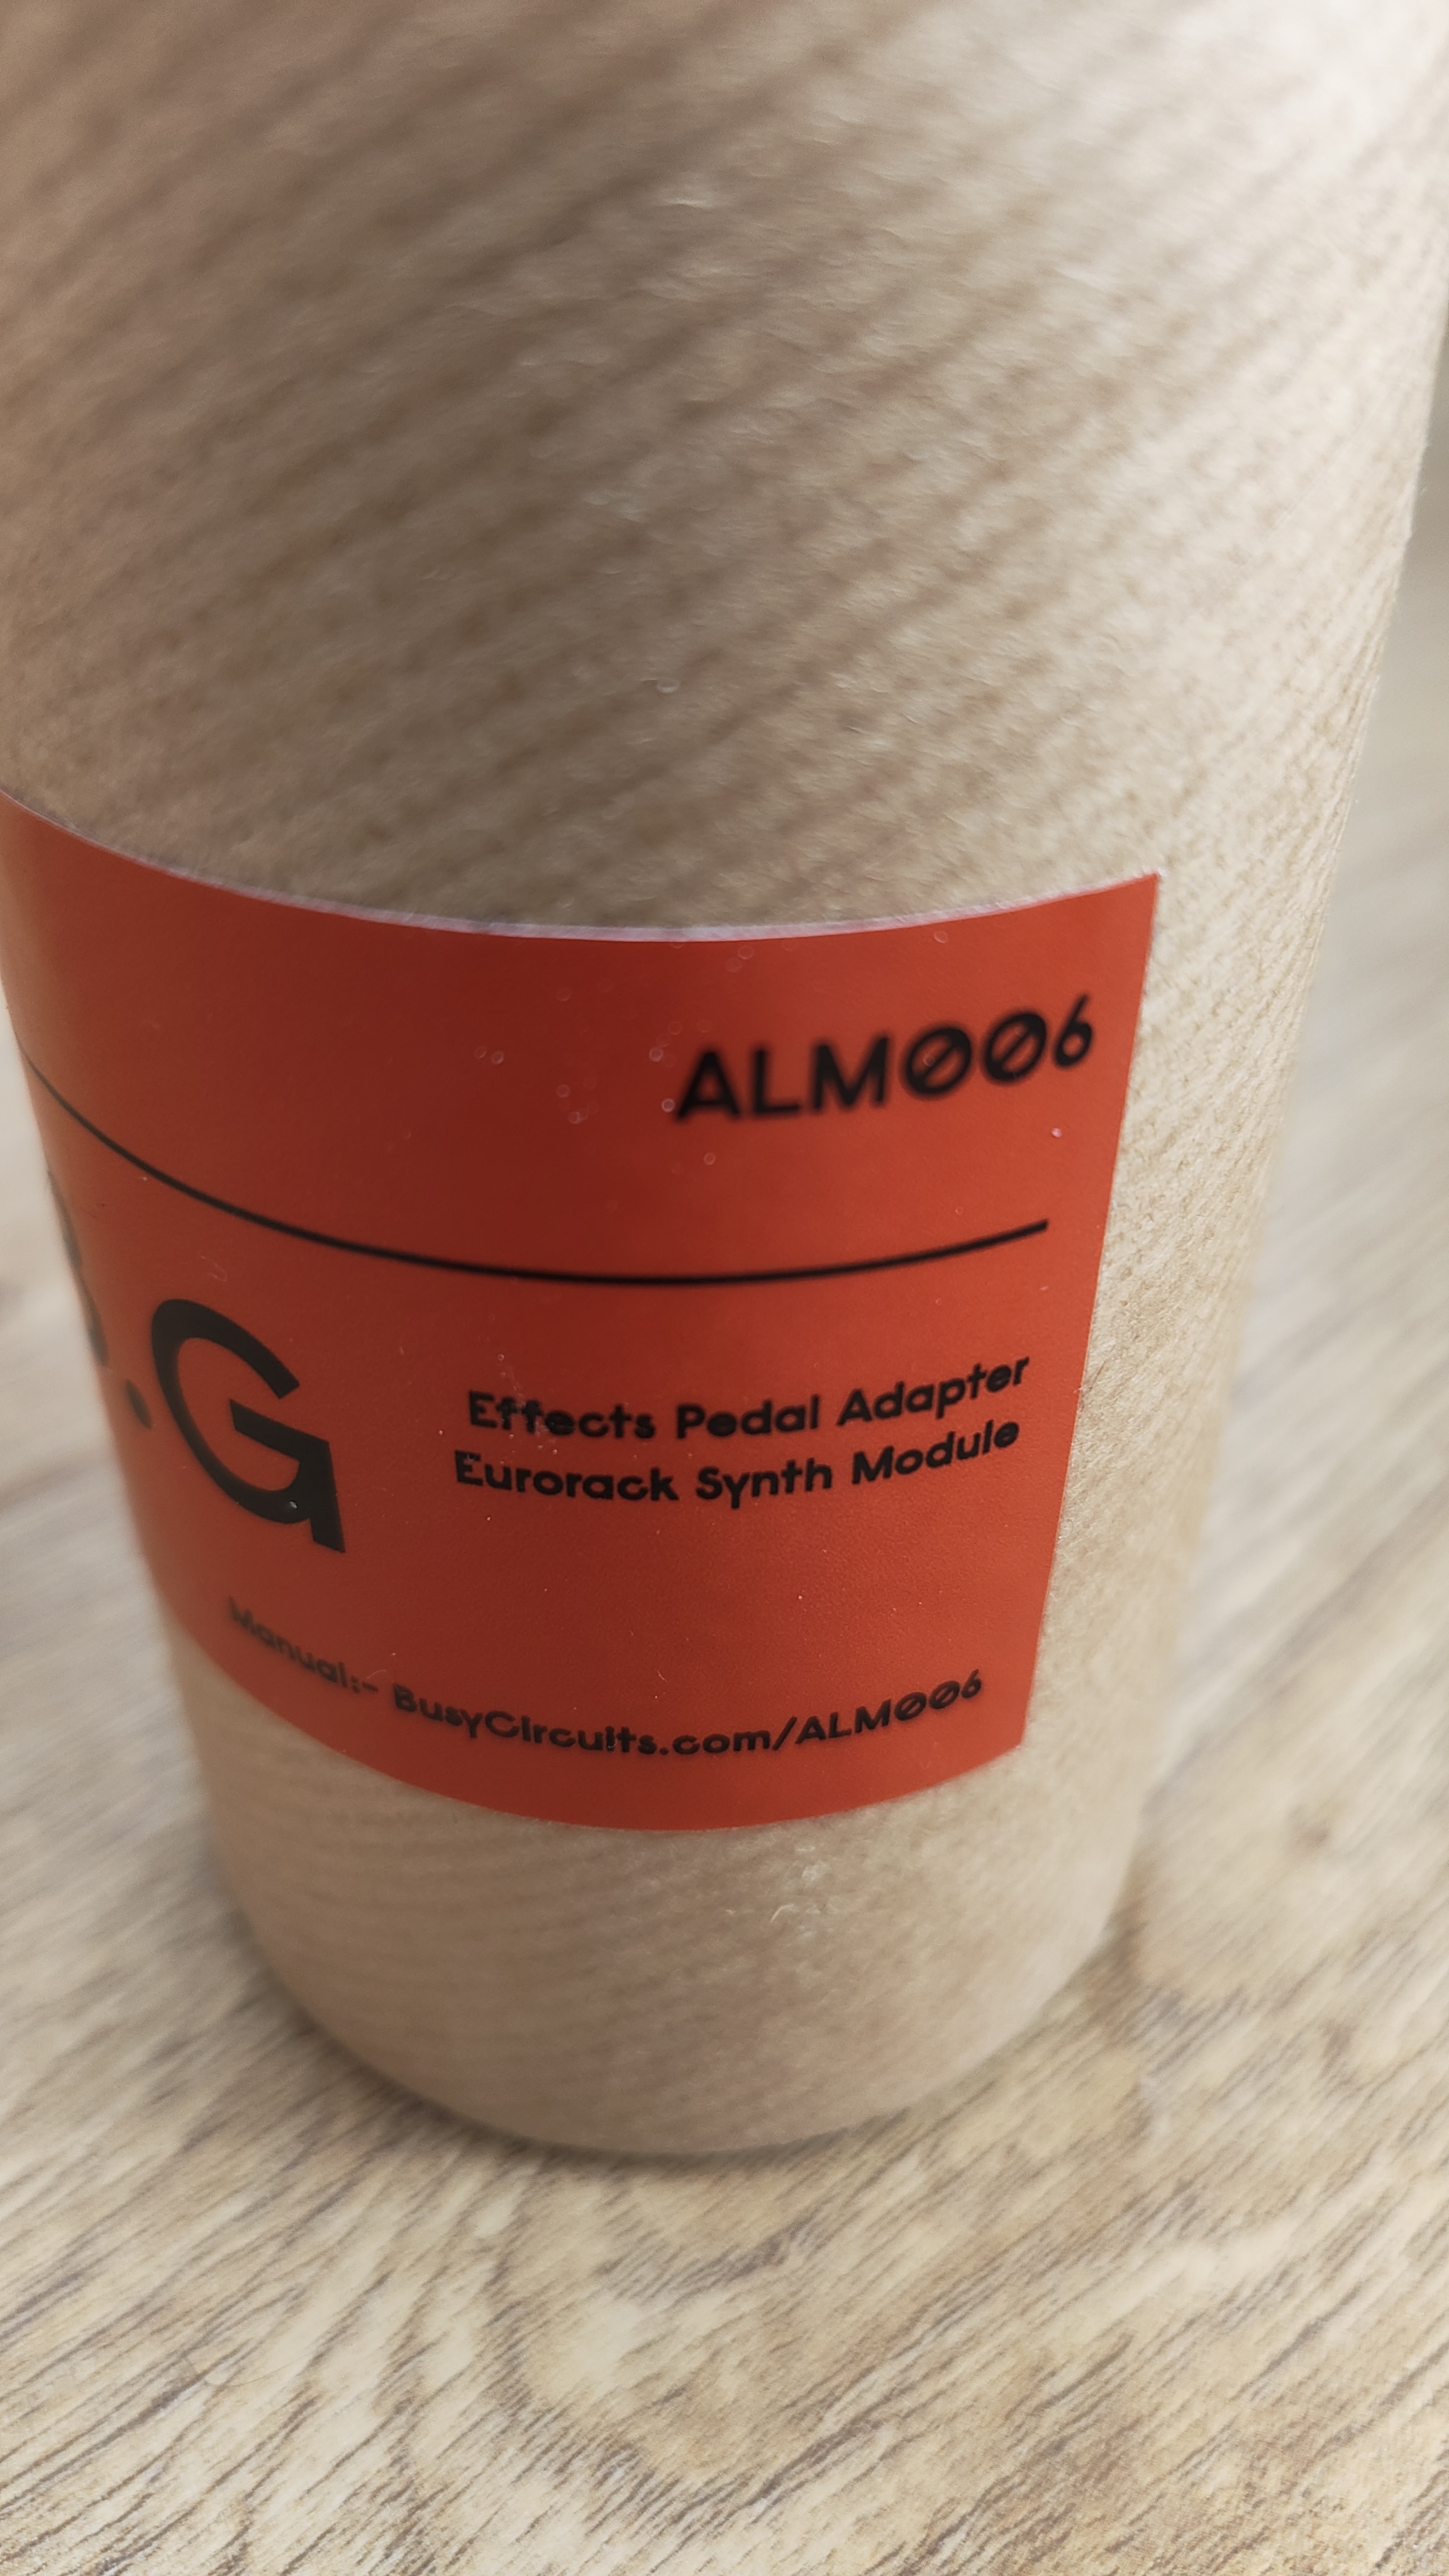 ALM006
.G
Effects Pedal Adapter
Eurorack Synth Module
Manual:- BusyCircuits.com/ALM006